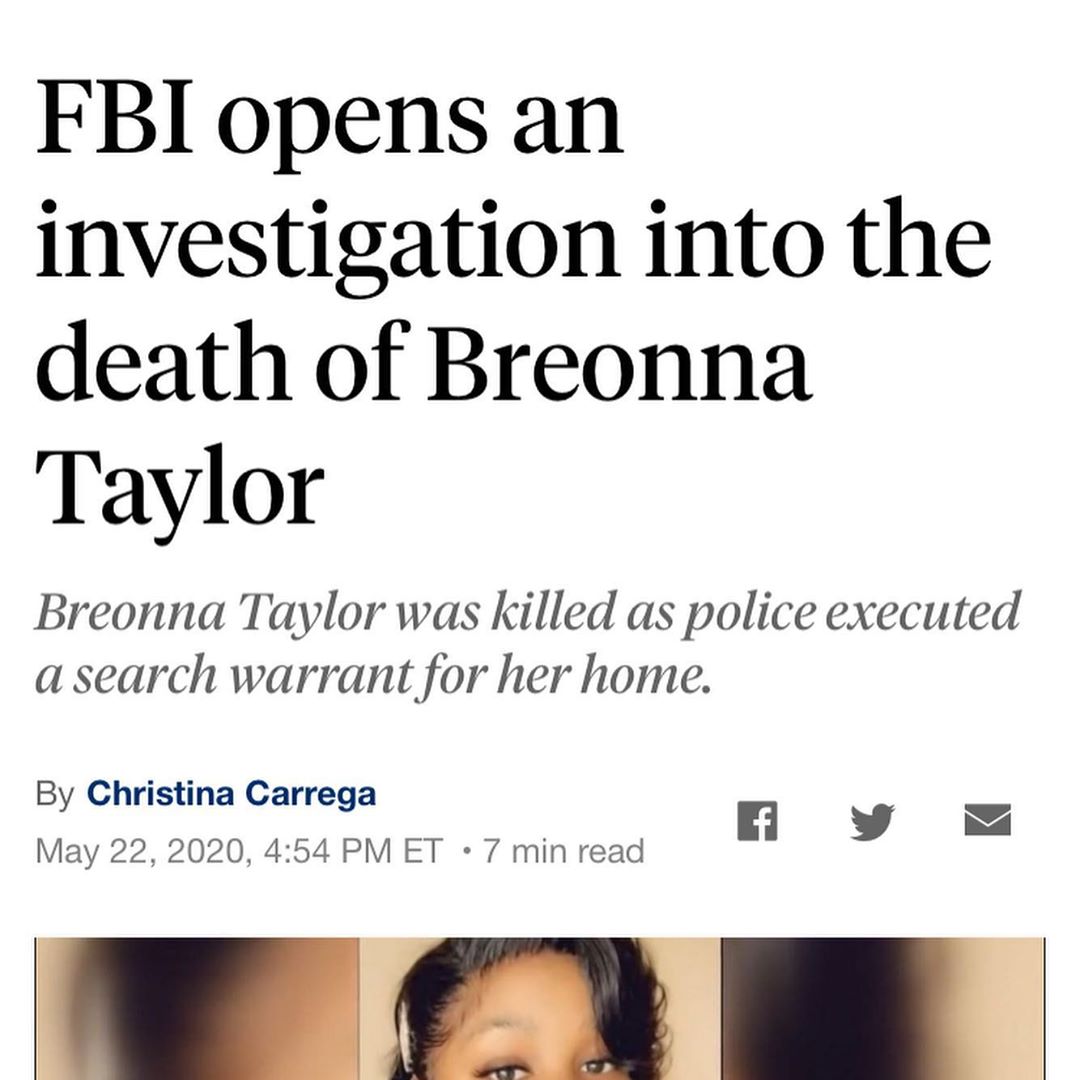 FBI opens an
investigation into the
death of Breonna
Taylor
Breonna Taylor was killed as police executed
a search warrant for her home.
By Christina Carrega
May 22, 2020, 4:54 PM ET • 7 min read